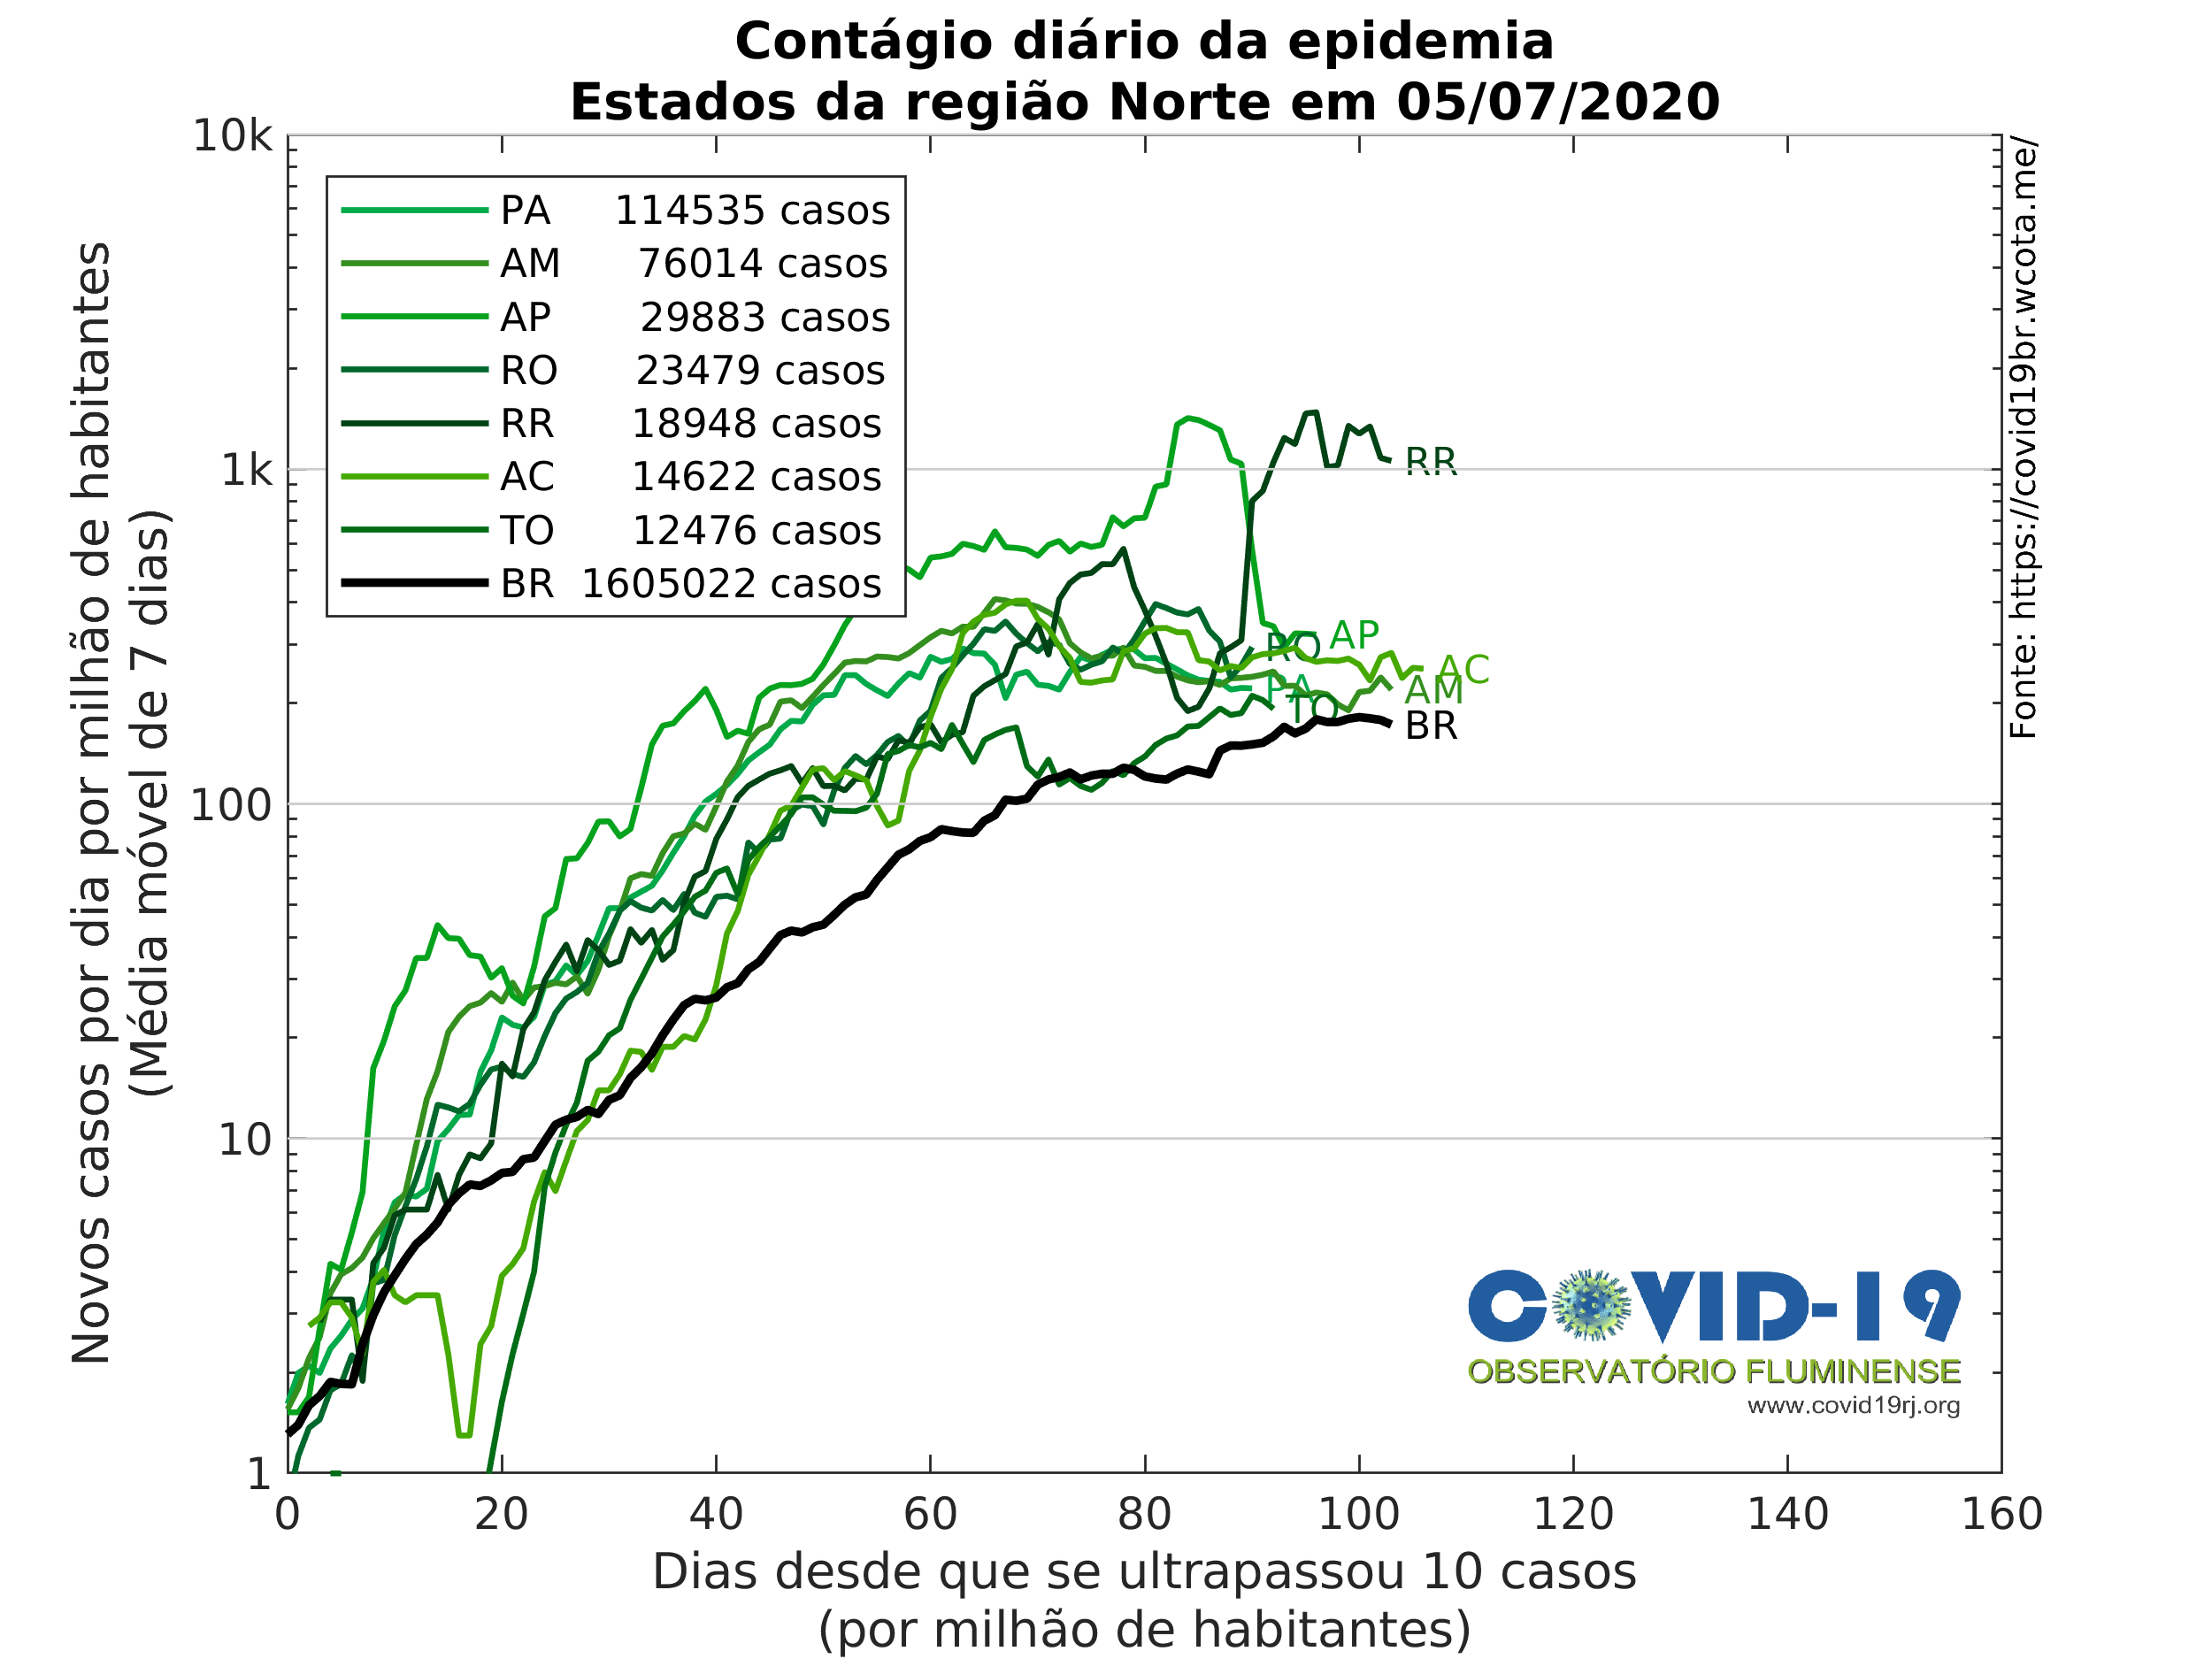 Contágio diário da epidemia
Estados da região Norte em 05/07/2020
Novos casos por dia por milhão de habitantes
(Média móvel de 7 dias)
10k
1k
100
10
1
PA 114535 casos
AM 76014 casos
AP 29883 casos
RO 23479 casos
RR 18948 casos
AC 14622 casos
TO 12476 casos
BR 1605022 casos
RR
AP
RO
AC
PA
AM
TO
BR
Fonte: https://covid19br.wcota.me/
COVID-19
OBSERVATÓRIO FLUMINENSE
www.covid19rj.org
0 20 40 60 80 100 120 140 160
Dias desde que se ultrapassou 10 casos
(por milhão de habitantes)